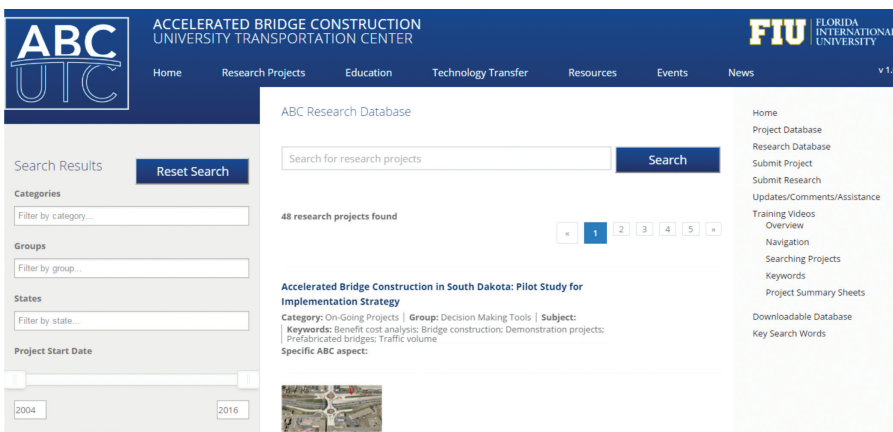 ABC
UTC
ACCELERATED BRIDGE CONSTRUCTION
UNIVERSITY TRANSPORTATION CENTER
FIU
FLORIDA
INTERNATIONAL
UNIVERSITY
Home Research Projects Education Technology Transfer Resources Events News v 1.
Search Results
Reset Search
Categories
Filter by category...
Groups
Filter by group...
States
Filter by state...
Project Start Date
2004 2016
ABC Research Database
Search for research projects
Search
48 research projects found
« 1 2 3 4 5 »
Accelerated Bridge Construction in South Dakota: Pilot Study for
Implementation Strategy
Category: On-Going Projects | Group: Decision Making Tools | Subject:
| Keywords: Benefit cost analysis; Bridge construction; Demonstration projects;
| Prefabricated bridges; Traffic volume
Specific ABC aspect:
Home
Project Database
Research Database
Submit Project
Submit Research
Updates/Comments/Assistance
Training Videos
Overview
Navigation
Searching Projects
Keywords
Project Summary Sheets
Downloadable Database
Key Search Words